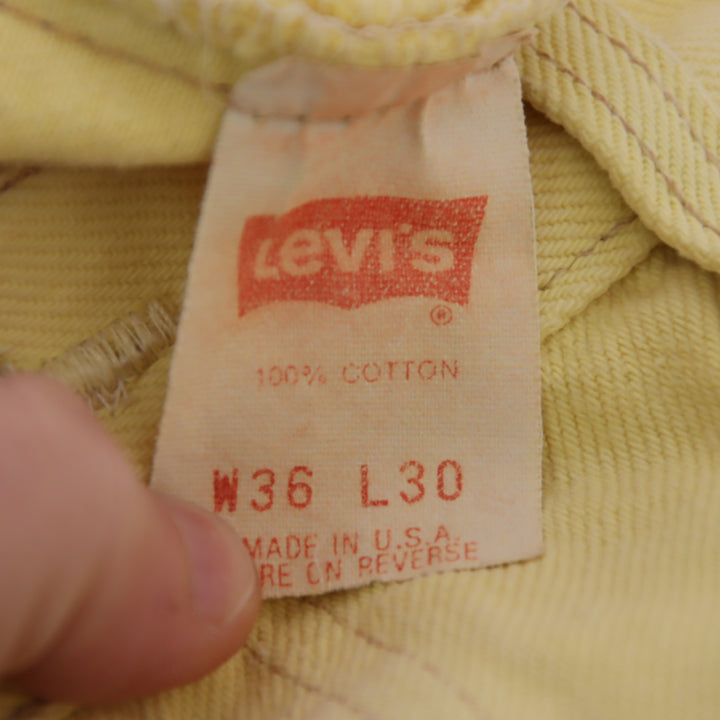 Levi's
®
100% COTTON
W36 L30
MADE IN U.S.A.
RE ON REVERSE